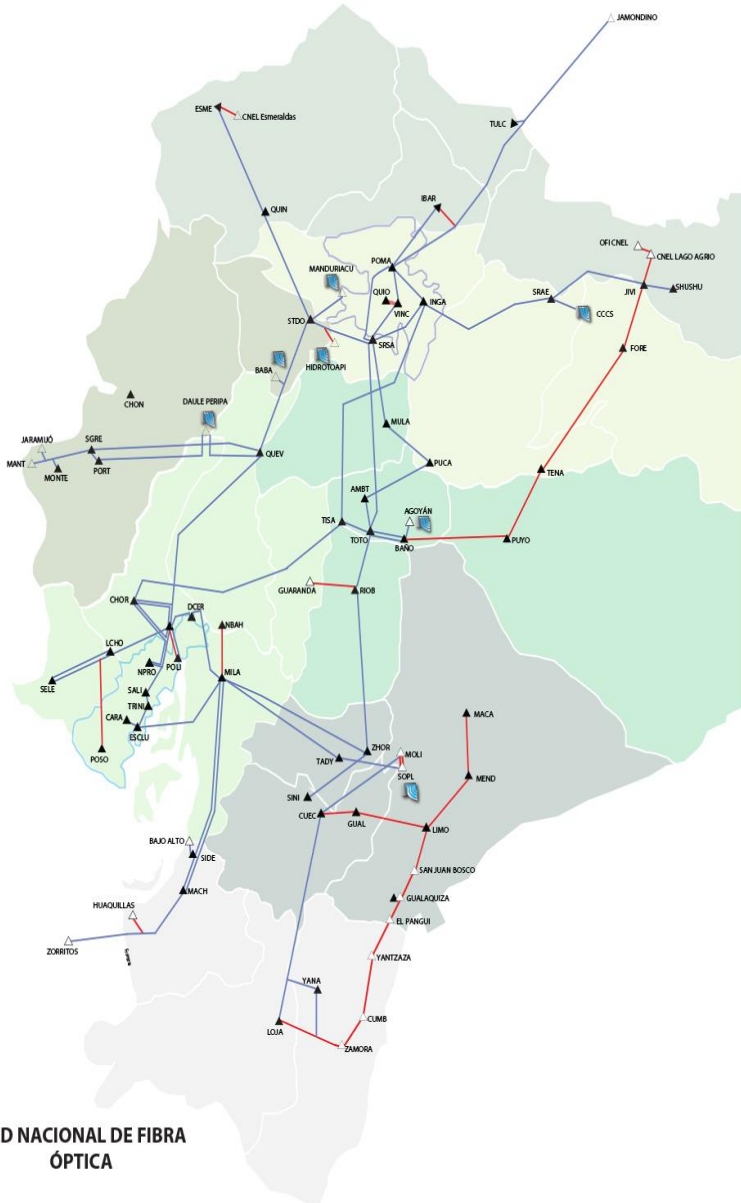 JAMONDINO
ESME
CNEL Esmeraldas
TULC
IBAR
QUIN
OFI CNEL
CNEL LAGO AGRIO
POMA
MANDURIACU
QUIO
VINC
INGA
SRAE
CCCS
JIVI
SHUSHU
STDO
SRSA
HIDROTOAPI
FORE
BABA
CHON
DAULE PERIPA
MULA
JARAMIJÓ
SGRE
MANT
MONTE
PORT
QUEV
PUCA
TENA
AMBT
AGOYÁN
TISA
TOTO
BAÑO
PUYO
GUARANDA
RIOB
CHOR
DCER
NBAH
LCHO
NPRO
POLI
MILA
SELE
SALI
TRINI
CARA
ESCLU
POSO
MACA
ZHOR
MOLI
TADY
SOPL
MEND
SINI
CUEC
GUAL
LIMO
BAJO ALTO
SIDE
SAN JUAN BOSCO
MACH
GUALAQUIZA
HUAQUILLAS
EL PANGUI
ZORRITOS
YANTZAZA
YANA
LOJA
CUMB
ZAMORA
D NACIONAL DE FIBRA
ÓPTICA